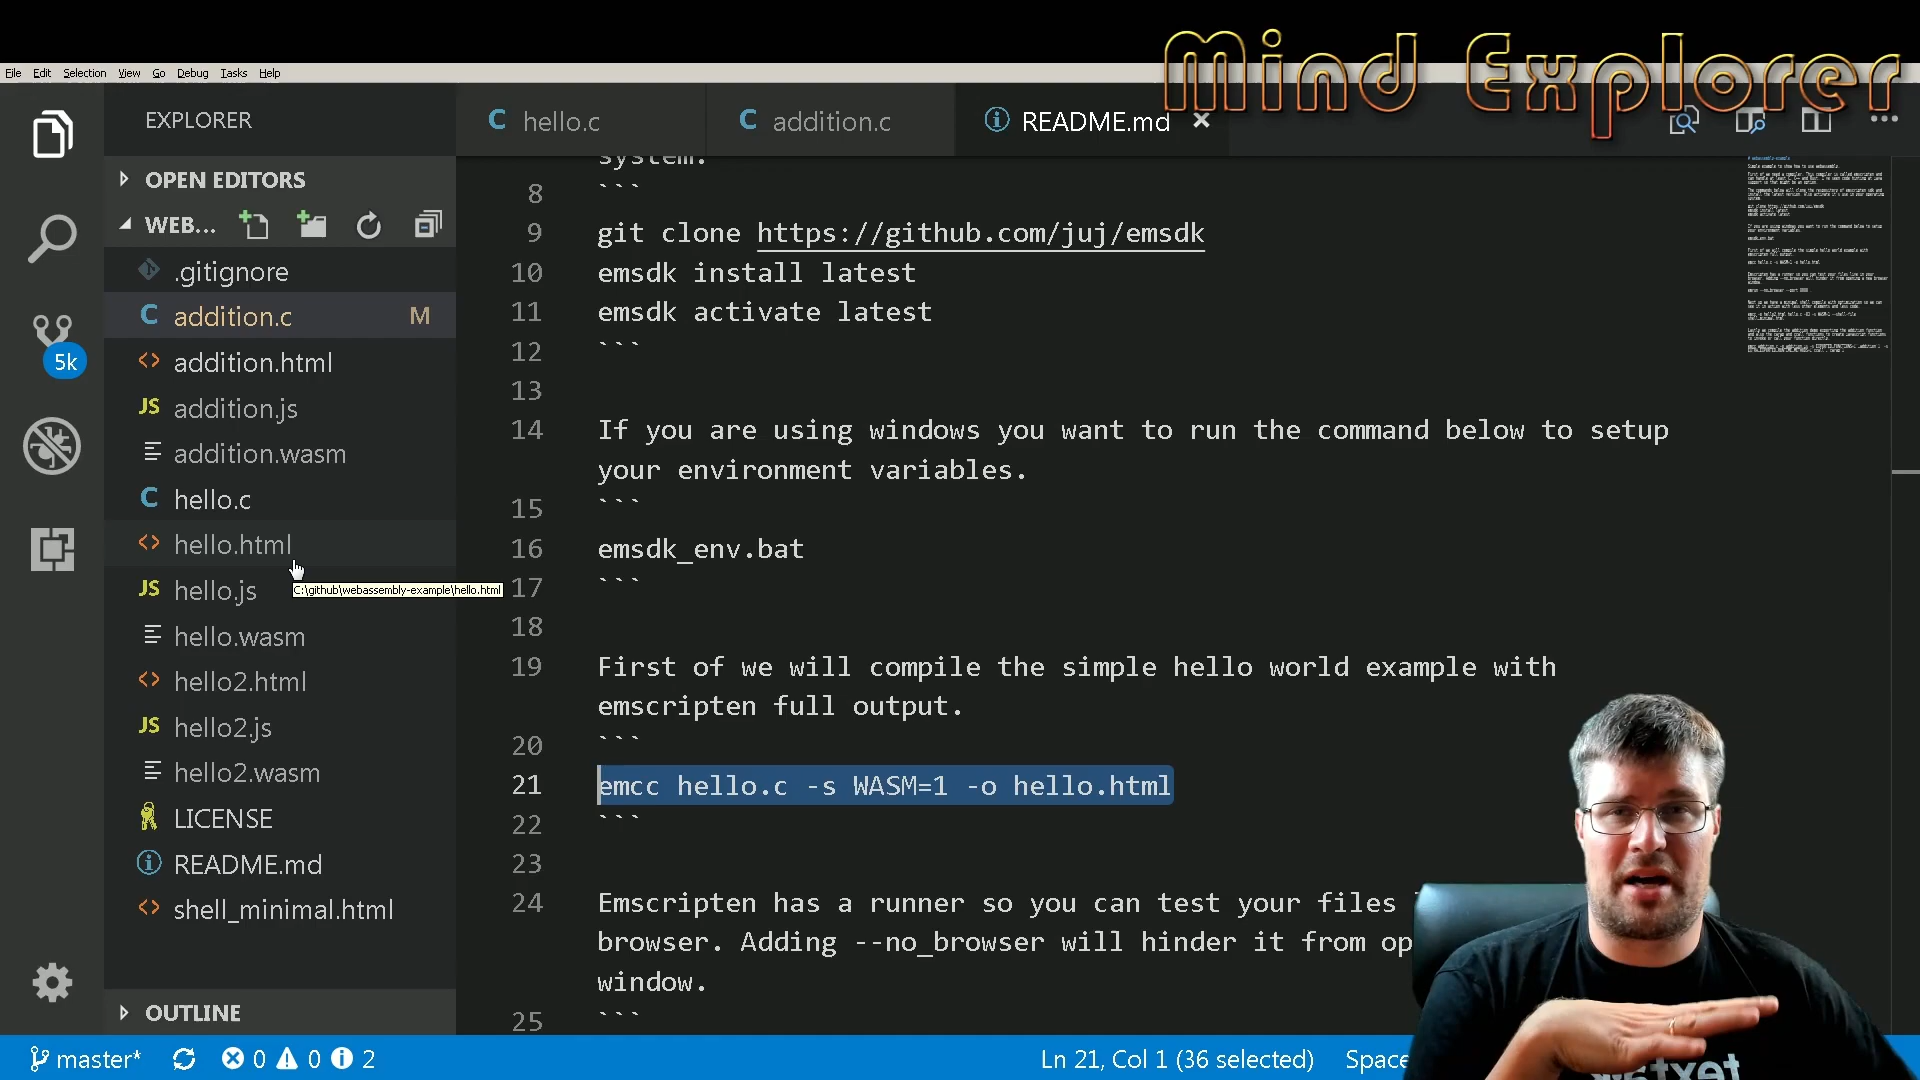 Mind Explorer
File Edit Selection View Go Debug Tasks Help
EXPLORER
hello.c
addition.c
README.md
OPEN EDITORS
WEB...
.gitignore
addition.c M
addition.html
addition.js
addition.wasm
hello.c
hello.html
C:\github\webassembly-example\hello.html
hello.js
hello.wasm
hello2.html
hello2.js
hello2.wasm
LICENSE
README.md
shell_minimal.html
OUTLINE
5k
system.
8 ```
9 git clone https://github.com/juj/emsdk
10 emsdk install latest
11 emsdk activate latest
12 ```
13
14 If you are using windows you want to run the command below to setup
your environment variables.
15 ```
16 emsdk_env.bat
17 ```
18
19 First of we will compile the simple hello world example with
emscripten full output.
20 ```
21 emcc hello.c -s WASM=1 -o hello.html
22 ```
23
24 Emscripten has a runner so you can test your files
browser. Adding --no_browser will hinder it from op
window.
25 ```
master* 0 0 2
Ln 21, Col 1 (36 selected) Space